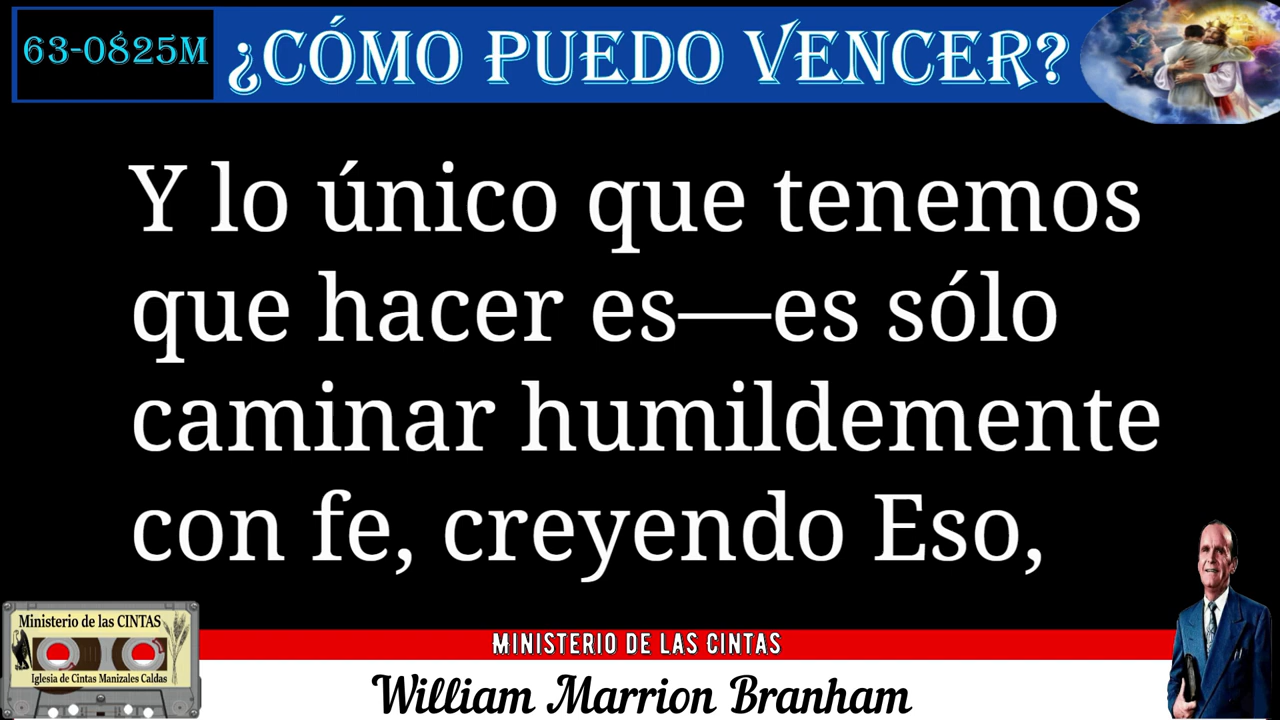 63-0825M
¿CÓMO PUEDO VENCER?
Y lo único que tenemos
que hacer es—es sólo
caminar humildemente
con fe, creyendo Eso,
Ministerio de las CINTAS
Iglesia de Cintas Manizales Caldas
MINISTERIO DE LAS CINTAS
William Marrion Branham